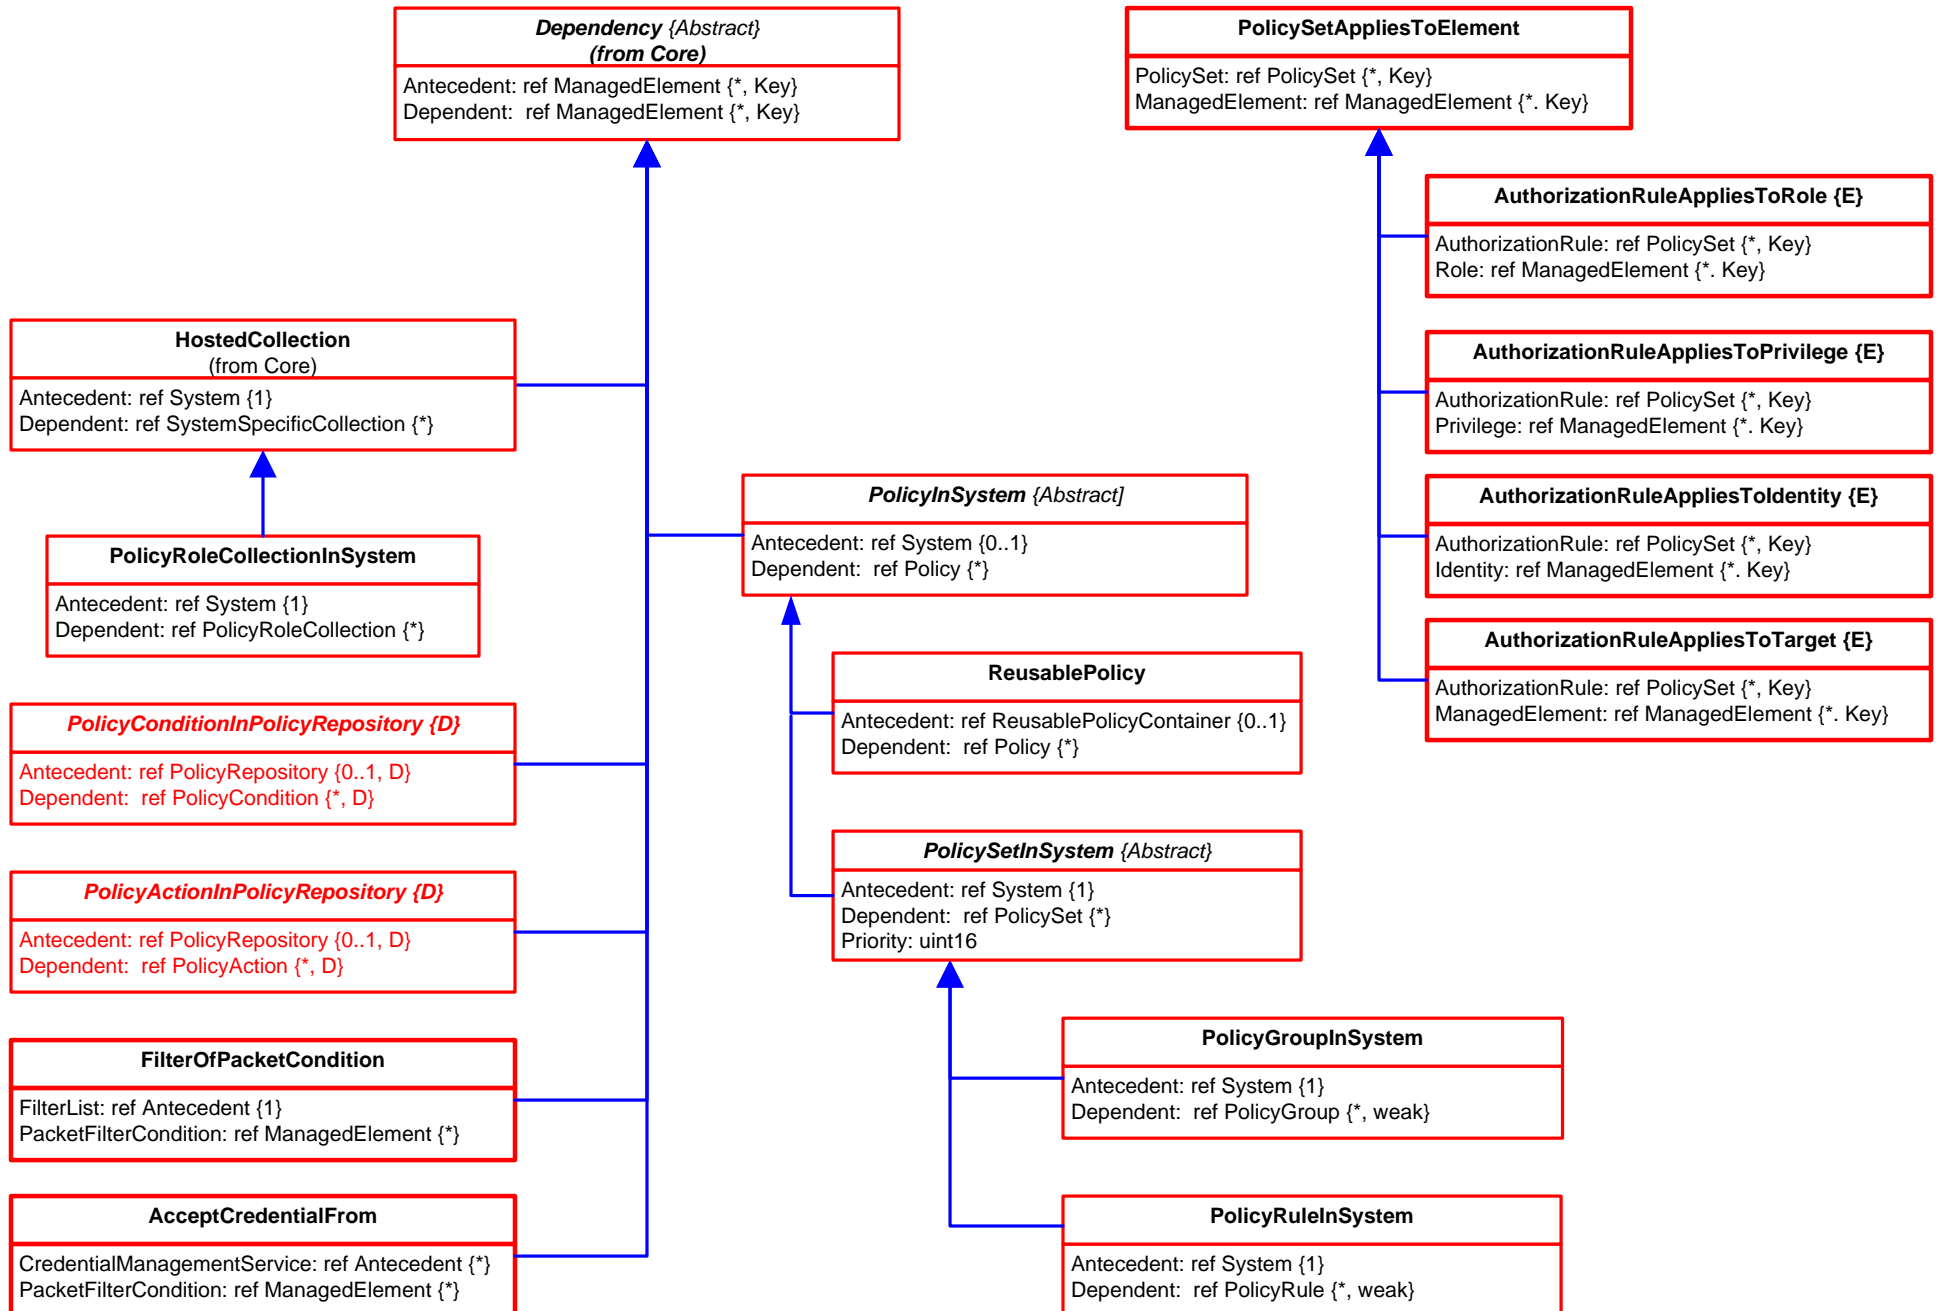 Dependency {Abstract}
(from Core)
Antecedent: ref ManagedElement {*, Key}
Dependent:  ref ManagedElement {*, Key}
PolicySetAppliesToElement
PolicySet: ref PolicySet {*, Key}
ManagedElement: ref ManagedElement {*. Key}
AuthorizationRuleAppliesToRole {E}
AuthorizationRule: ref PolicySet {*, Key}
Role: ref ManagedElement {*. Key}
HostedCollection
(from Core)
Antecedent: ref System {1}
Dependent: ref SystemSpecificCollection {*}
AuthorizationRuleAppliesToPrivilege {E}
AuthorizationRule: ref PolicySet {*, Key}
Privilege: ref ManagedElement {*. Key}
PolicyInSystem {Abstract]
Antecedent: ref System {0..1}
Dependent:  ref Policy {*}
AuthorizationRuleAppliesToIdentity {E}
AuthorizationRule: ref PolicySet {*, Key}
Identity: ref ManagedElement {*. Key}
PolicyRoleCollectionInSystem
Antecedent: ref System {1}
Dependent: ref PolicyRoleCollection {*}
AuthorizationRuleAppliesToTarget {E}
AuthorizationRule: ref PolicySet {*, Key}
ManagedElement: ref ManagedElement {*. Key}
ReusablePolicy
Antecedent: ref ReusablePolicyContainer {0..1}
Dependent:  ref Policy {*}
PolicyConditionInPolicyRepository {D}
Antecedent: ref PolicyRepository {0..1, D}
Dependent:  ref PolicyCondition {*, D}
PolicySetInSystem {Abstract}
Antecedent: ref System {1}
Dependent:  ref PolicySet {*}
Priority: uint16
PolicyActionInPolicyRepository {D}
Antecedent: ref PolicyRepository {0..1, D}
Dependent:  ref PolicyAction {*, D}
PolicyGroupInSystem
Antecedent: ref System {1}
Dependent:  ref PolicyGroup {*, weak}
FilterOfPacketCondition
FilterList: ref Antecedent {1}
PacketFilterCondition: ref ManagedElement {*}
AcceptCredentialFrom
CredentialManagementService: ref Antecedent {*}
PacketFilterCondition: ref ManagedElement {*}
PolicyRuleInSystem
Antecedent: ref System {1}
Dependent:  ref PolicyRule {*, weak}